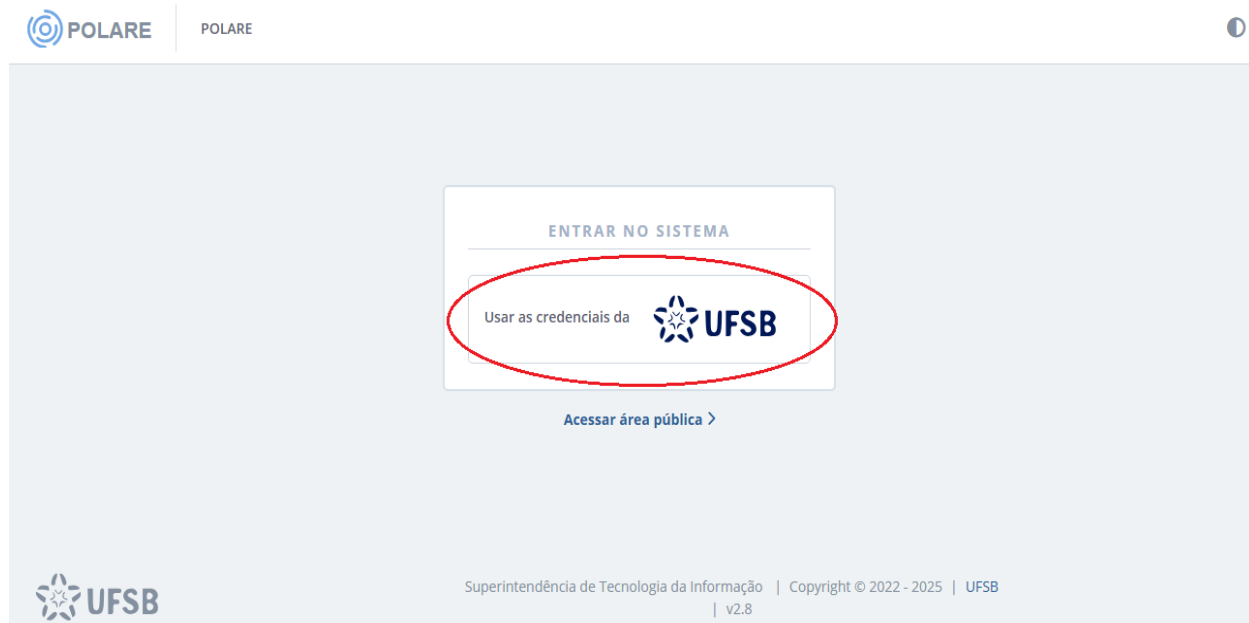 POLARE POLARE
ENTRAR NO SISTEMA
Usar as credenciais da UFSB
Acessar área pública >
UFSB
Superintendência de Tecnologia da Informação | Copyright © 2022 - 2025 | UFSB
| v2.8